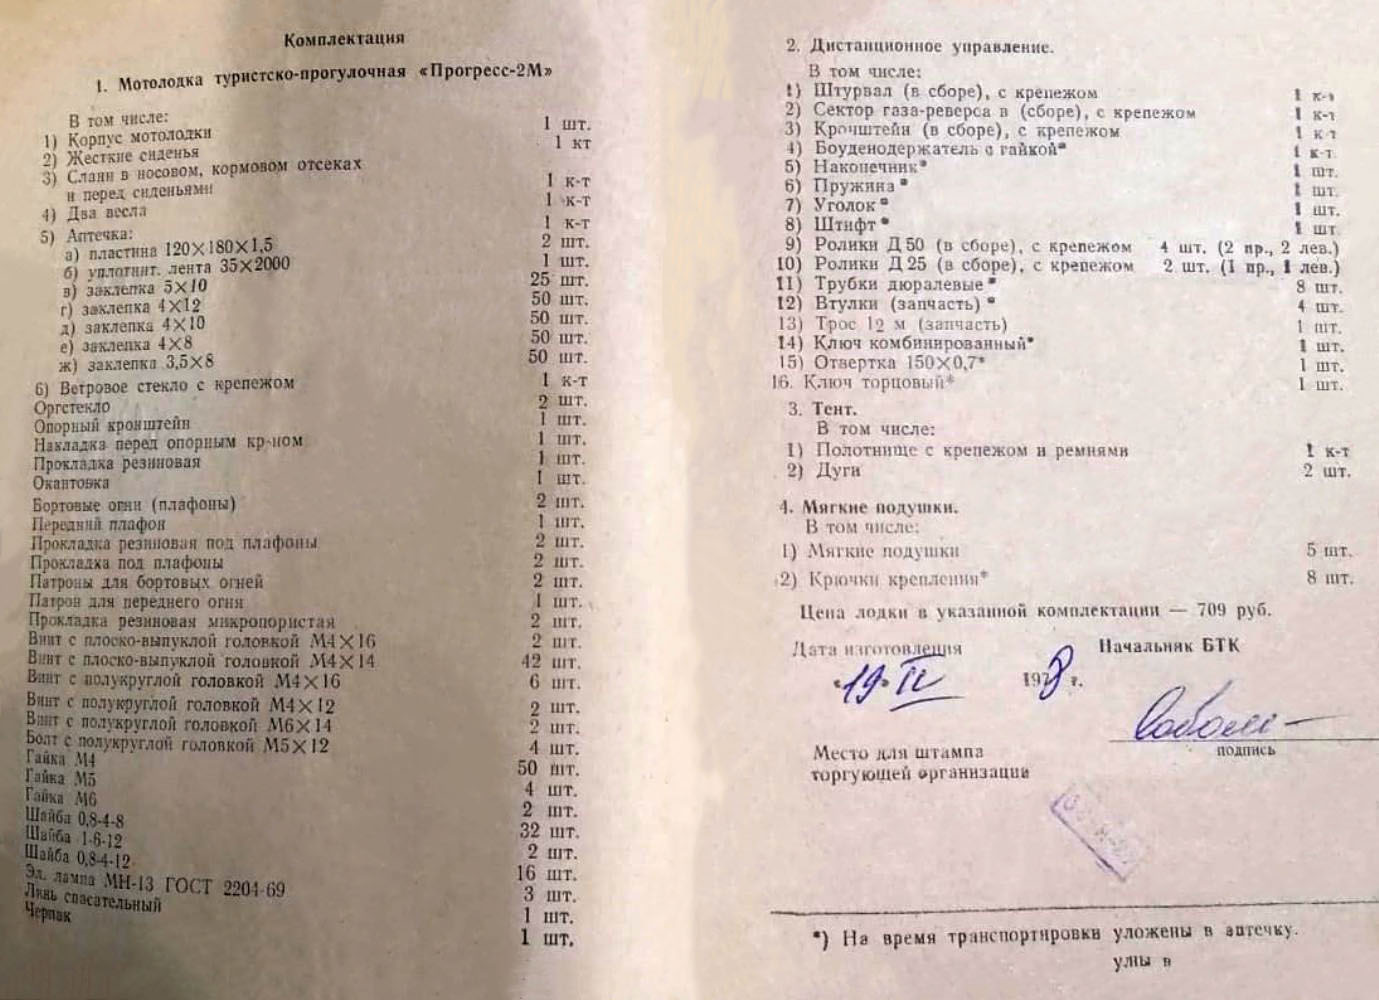 Комплектация
1. Мотолодка туристско-прогулочная «Прогресс-2М»
В том числе:
1) Корпус мотолодки 1 шт.
2) Жесткие сиденья 1 кт
3) Слани в носовом, кормовом отсеках
и перед сиденьями 1 к-т
4) Два весла 1 к-т
5) Аптечка: 1 к-т
а) пластина 120×180×1,5 2 шт.
б) уплотнит. лента 35×2000 1 шт.
в) заклепка 5×10 25 шт.
г) заклепка 4×12 50 шт.
д) заклепка 4×10 50 шт.
е) заклепка 4×8 50 шт.
ж) заклепка 3,5×8 50 шт.
6) Ветровое стекло с крепежом 1 к-т
Оргстекло 2 шт.
Опорный кронштейн 1 шт.
Накладка перед опорным кр-ном 1 шт.
Прокладка резиновая 1 шт.
Окантовка 1 шт.
Бортовые огни (плафоны) 2 шт.
Передний плафон 1 шт.
Прокладка резиновая под плафоны 2 шт.
Прокладка под плафоны 2 шт.
Патроны для бортовых огней 2 шт.
Патрон для переднего огня 1 шт.
Прокладка резиновая микропористая 2 шт.
Винт с плоско-выпуклой головкой М4×16 2 шт.
Винт с плоско-выпуклой головкой М4×14 42 шт.
Винт с полукруглой головкой М4×16 6 шт.
Винт с полукруглой головкой М4×12 2 шт.
Винт с полукруглой головкой М6×14 2 шт.
Болт с полукруглой головкой М5×12 4 шт.
Гайка М4 50 шт.
Гайка М5 4 шт.
Гайка М6 2 шт.
Шайба 0,8-4-8 32 шт.
Шайба 1-6-12 2 шт.
Шайба 0,8-4-12 16 шт.
Эл. лампа МН-13 ГОСТ 2204-69 3 шт.
Линь спасательный 1 шт.
Черпак 1 шт.
2. Дистанционное управление.
В том числе:
1) Штурвал (в сборе), с крепежом 1 к-т
2) Сектор газа-реверса в (сборе), с крепежом 1 к-т
3) Кронштейн (в сборе), с крепежом 1 к-т
4) Боуденодержатель с гайкой* 1 к-т
5) Наконечник* 1 шт.
6) Пружина* 1 шт.
7) Уголок* 1 шт.
8) Штифт* 1 шт.
9) Ролики Д50 (в сборе), с крепежом 4 шт. (2 пр., 2 лев.)
10) Ролики Д25 (в сборе), с крепежом 2 шт. (1 пр., 1 лев.)
11) Трубки дюралевые* 8 шт.
12) Втулки (запчасть)* 4 шт.
13) Трос 12 м (запчасть) 1 шт.
14) Ключ комбинированный* 1 шт.
15) Отвертка 150×0,7* 1 шт.
16. Ключ торцовый* 1 шт.
3. Тент.
В том числе:
1) Полотнище с крепежом и ремнями 1 к-т
2) Дуги 2 шт.
4. Мягкие подушки.
В том числе:
1) Мягкие подушки 5 шт.
2) Крючки крепления* 8 шт.
Цена лодки в указанной комплектации — 709 руб.
Дата изготовления Начальник БТК
«19» IV 1978 г.
подпись
Место для штампа
торгующей организации
*) На время транспортировки уложены в аптечку.